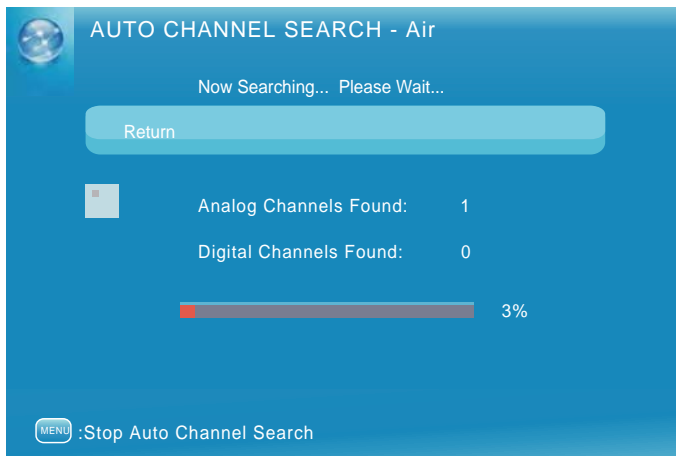 AUTO CHANNEL SEARCH - Air
Now Searching... Please Wait...
Return
Analog Channels Found: 1
Digital Channels Found: 0
3%
MENU :Stop Auto Channel Search